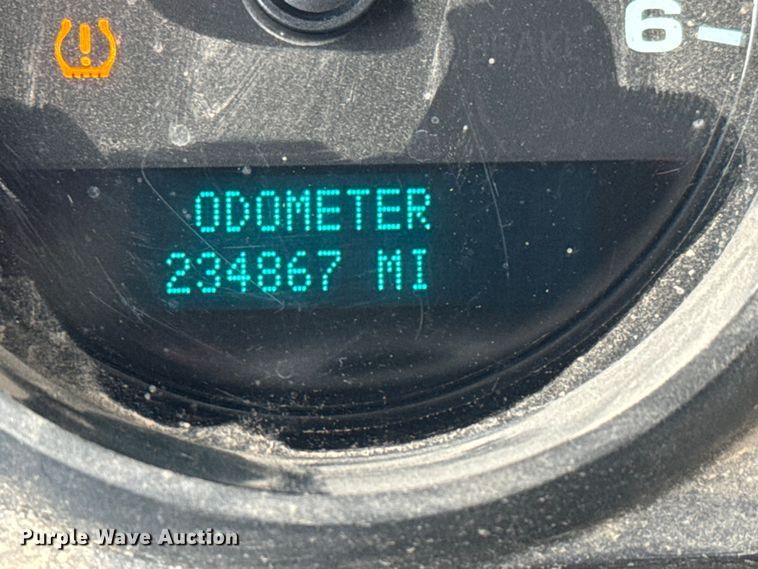 6
ODOMETER
234867 MI
Purple Wave Auction